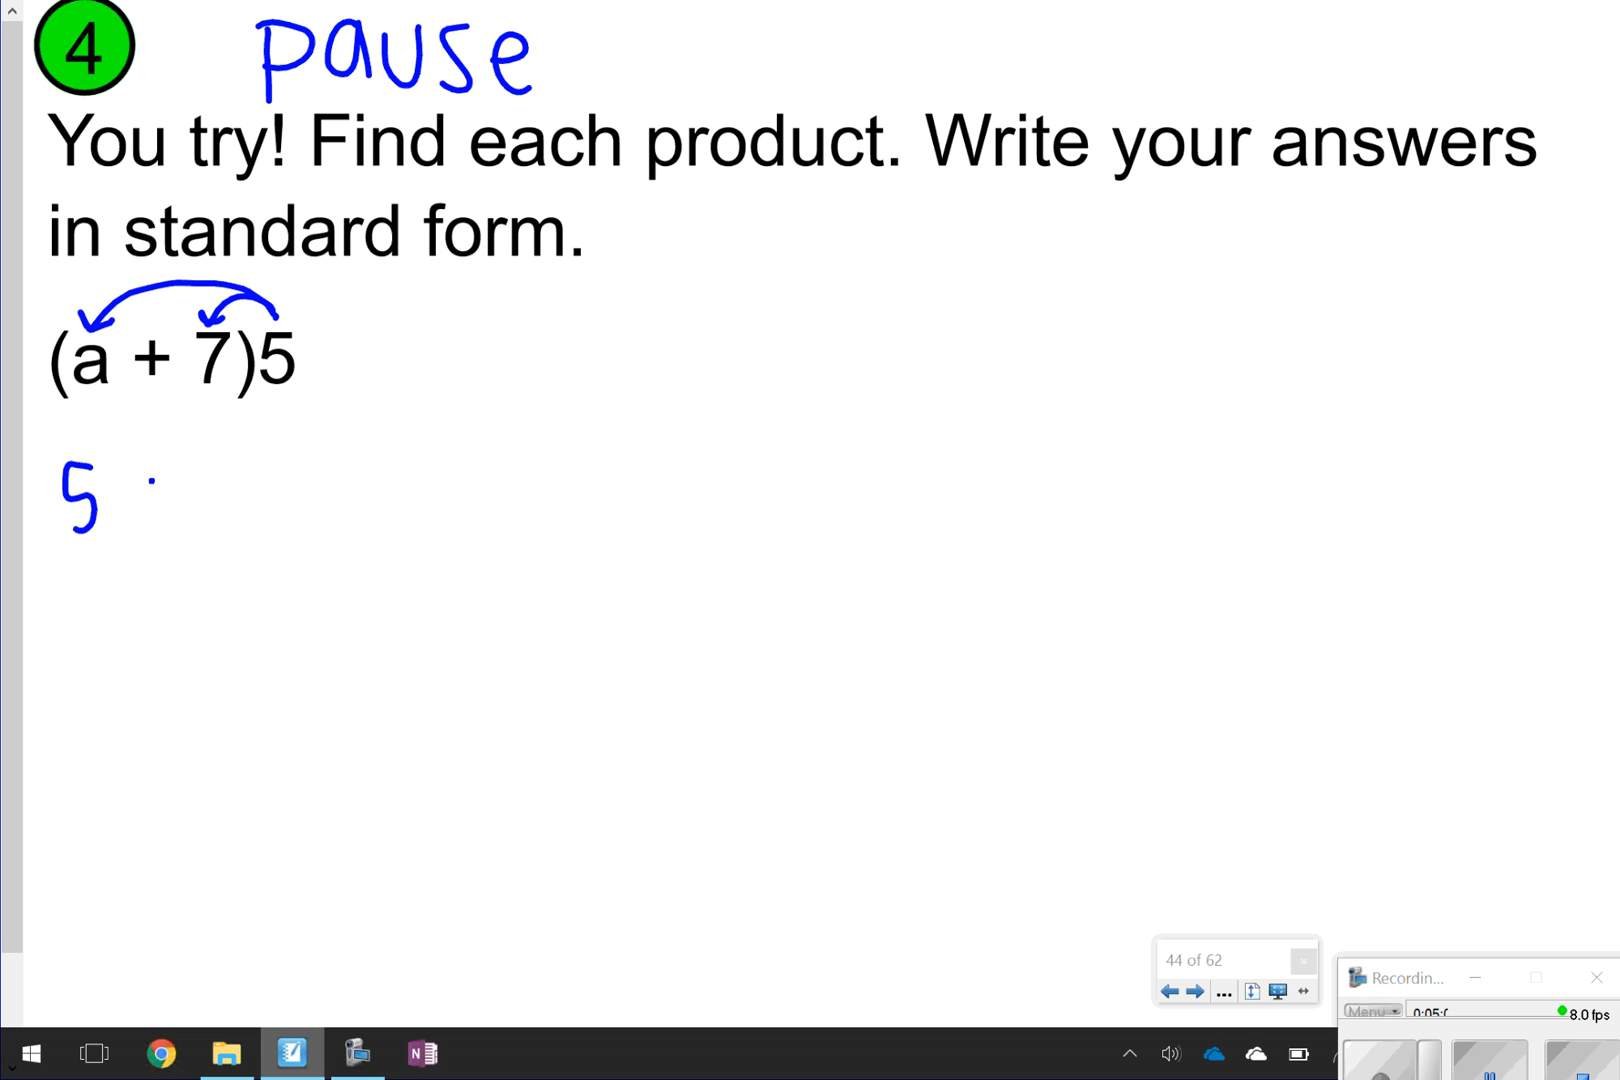 4 pause
You try! Find each product. Write your answers
in standard form.
(a + 7)5
5 ·
44 of 62
Recordin...
Menu 0:05:0
8.0 fps
N